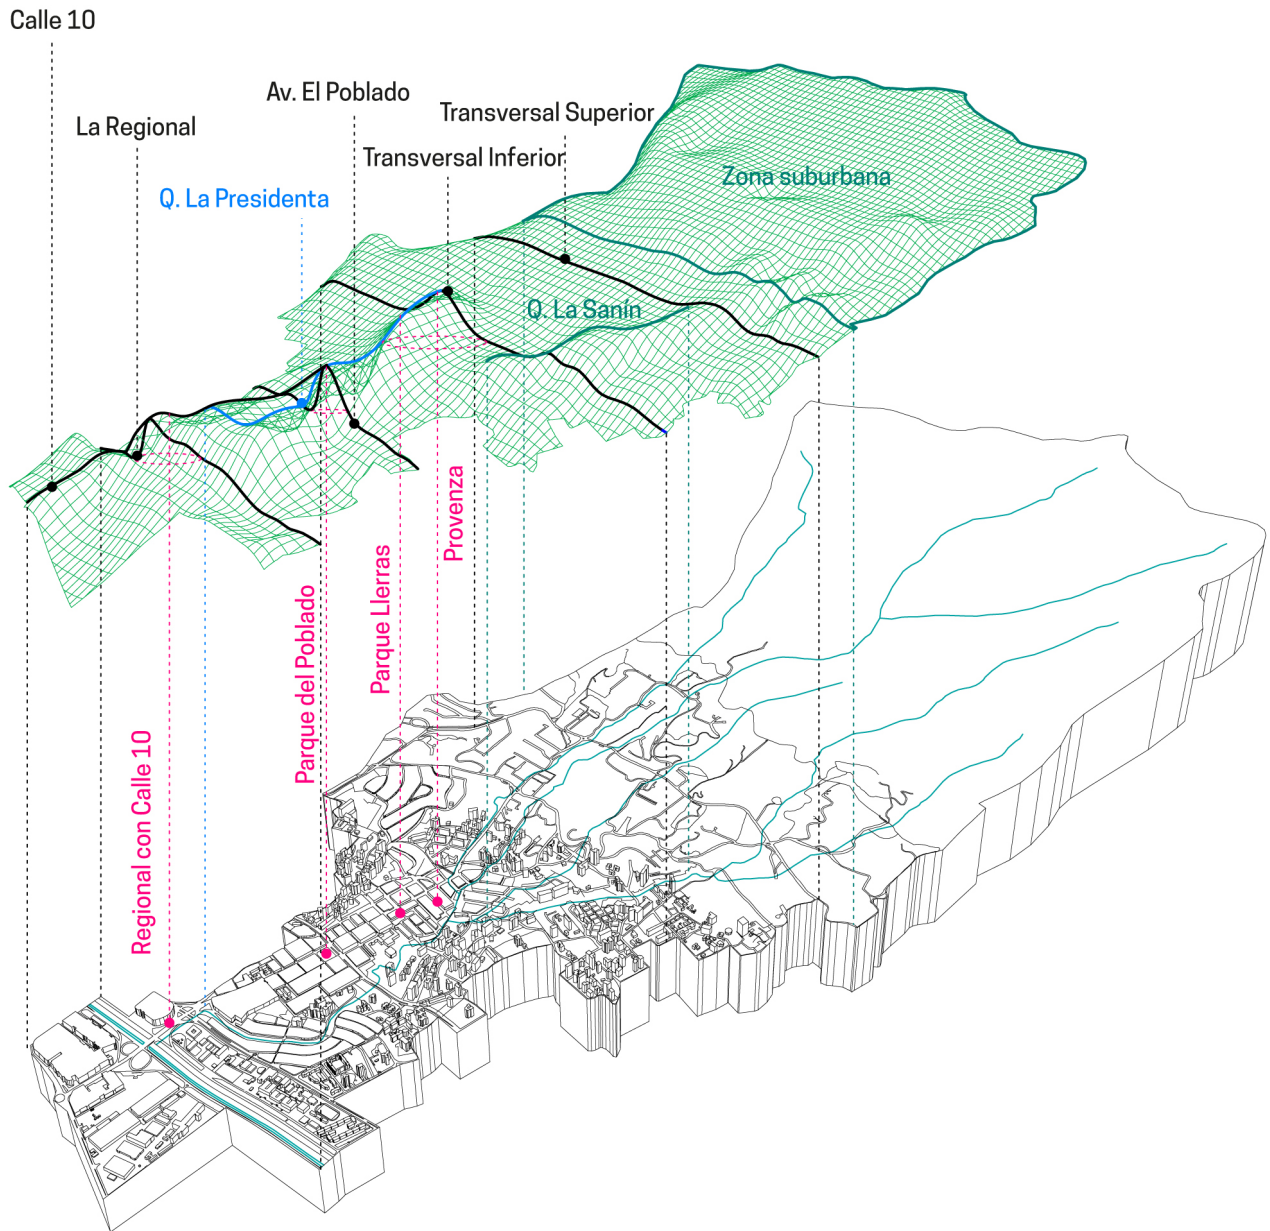 Calle 10
Av. El Poblado
Transversal Superior
La Regional
Transversal Inferior
Zona suburbana
Q. La Presidenta
Q. La Sanín
Provenza
Parque Llerras
Parque del Poblado
Regional con Calle 10